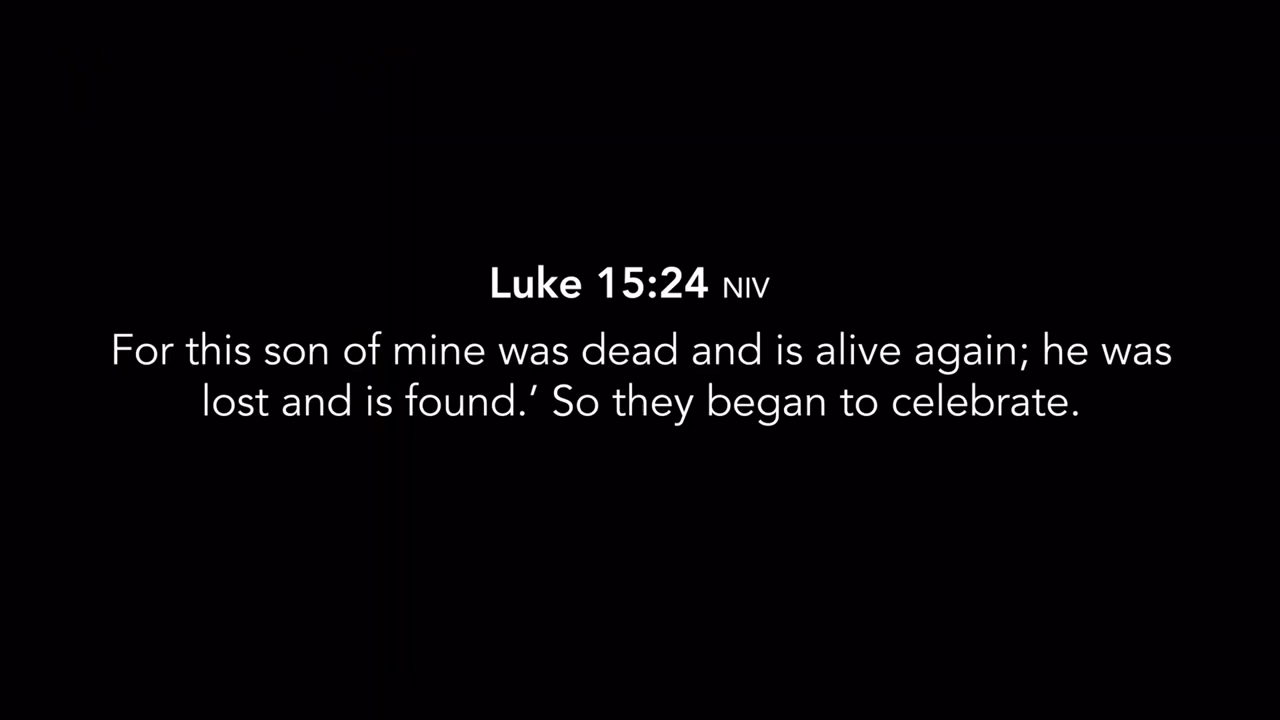 Luke 15:24 NIV
For this son of mine was dead and is alive again; he was
lost and is found.’ So they began to celebrate.